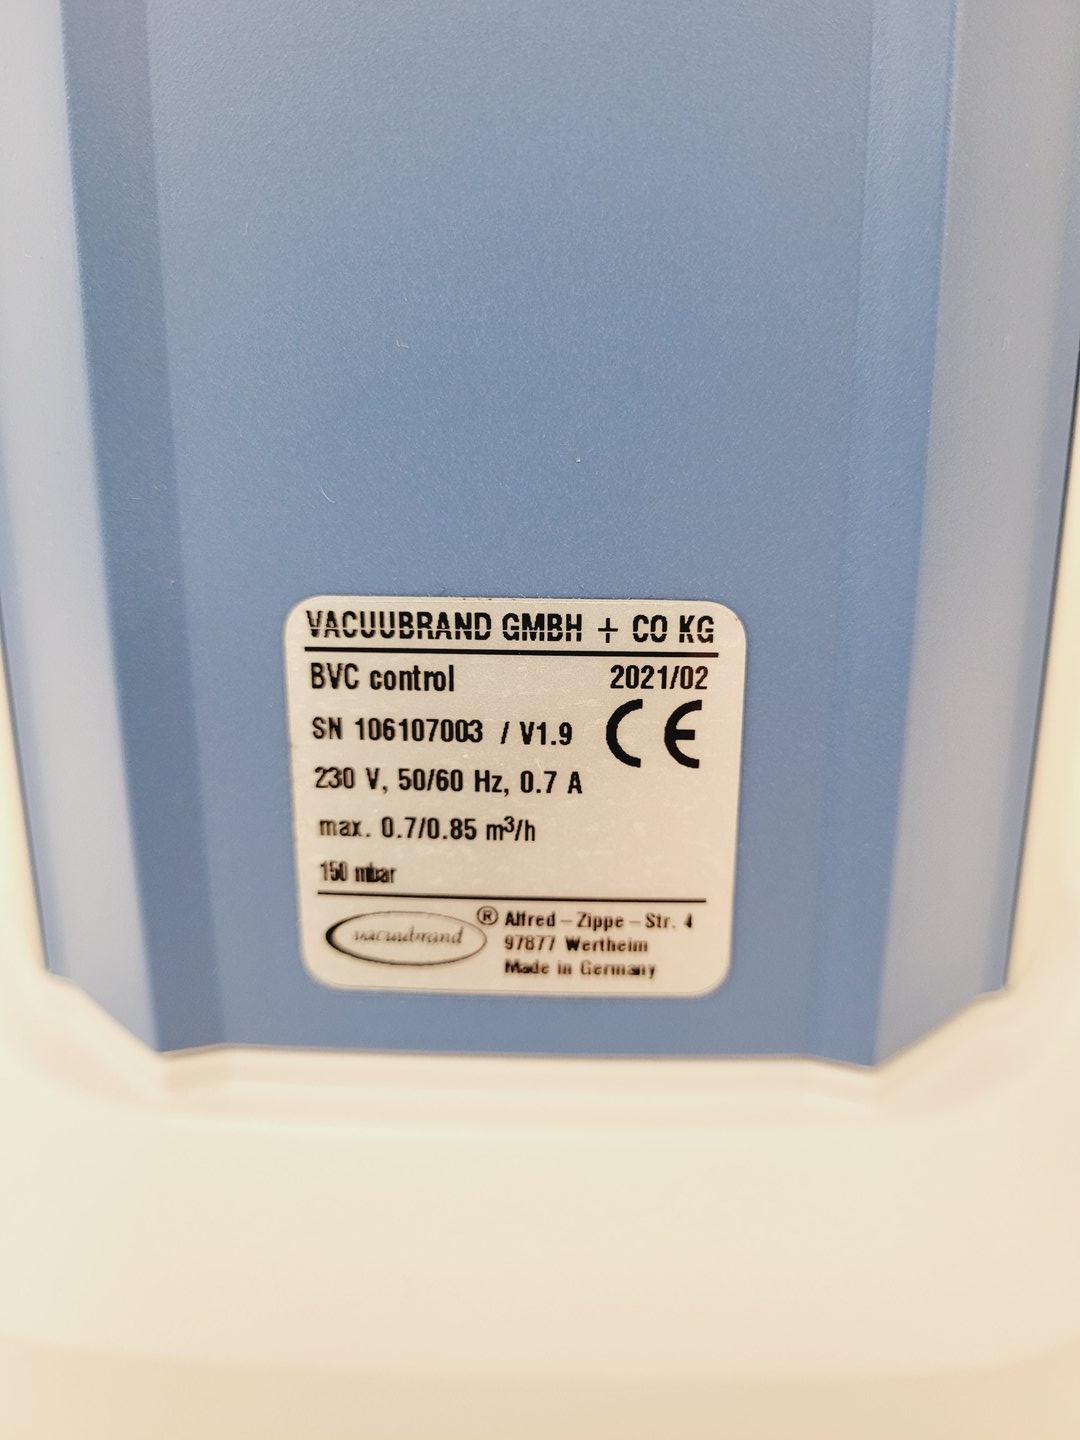 VACUUBRAND GMBH + CO KG
BVC control 2021/02
SN 106107003 / V1.9 CE
230 V, 50/60 Hz, 0.7 A
max. 0.7/0.85 m³/h
150 mbar
vacuubrand ® Alfred-Zippe-Str. 4
97877 Wertheim
Made in Germany